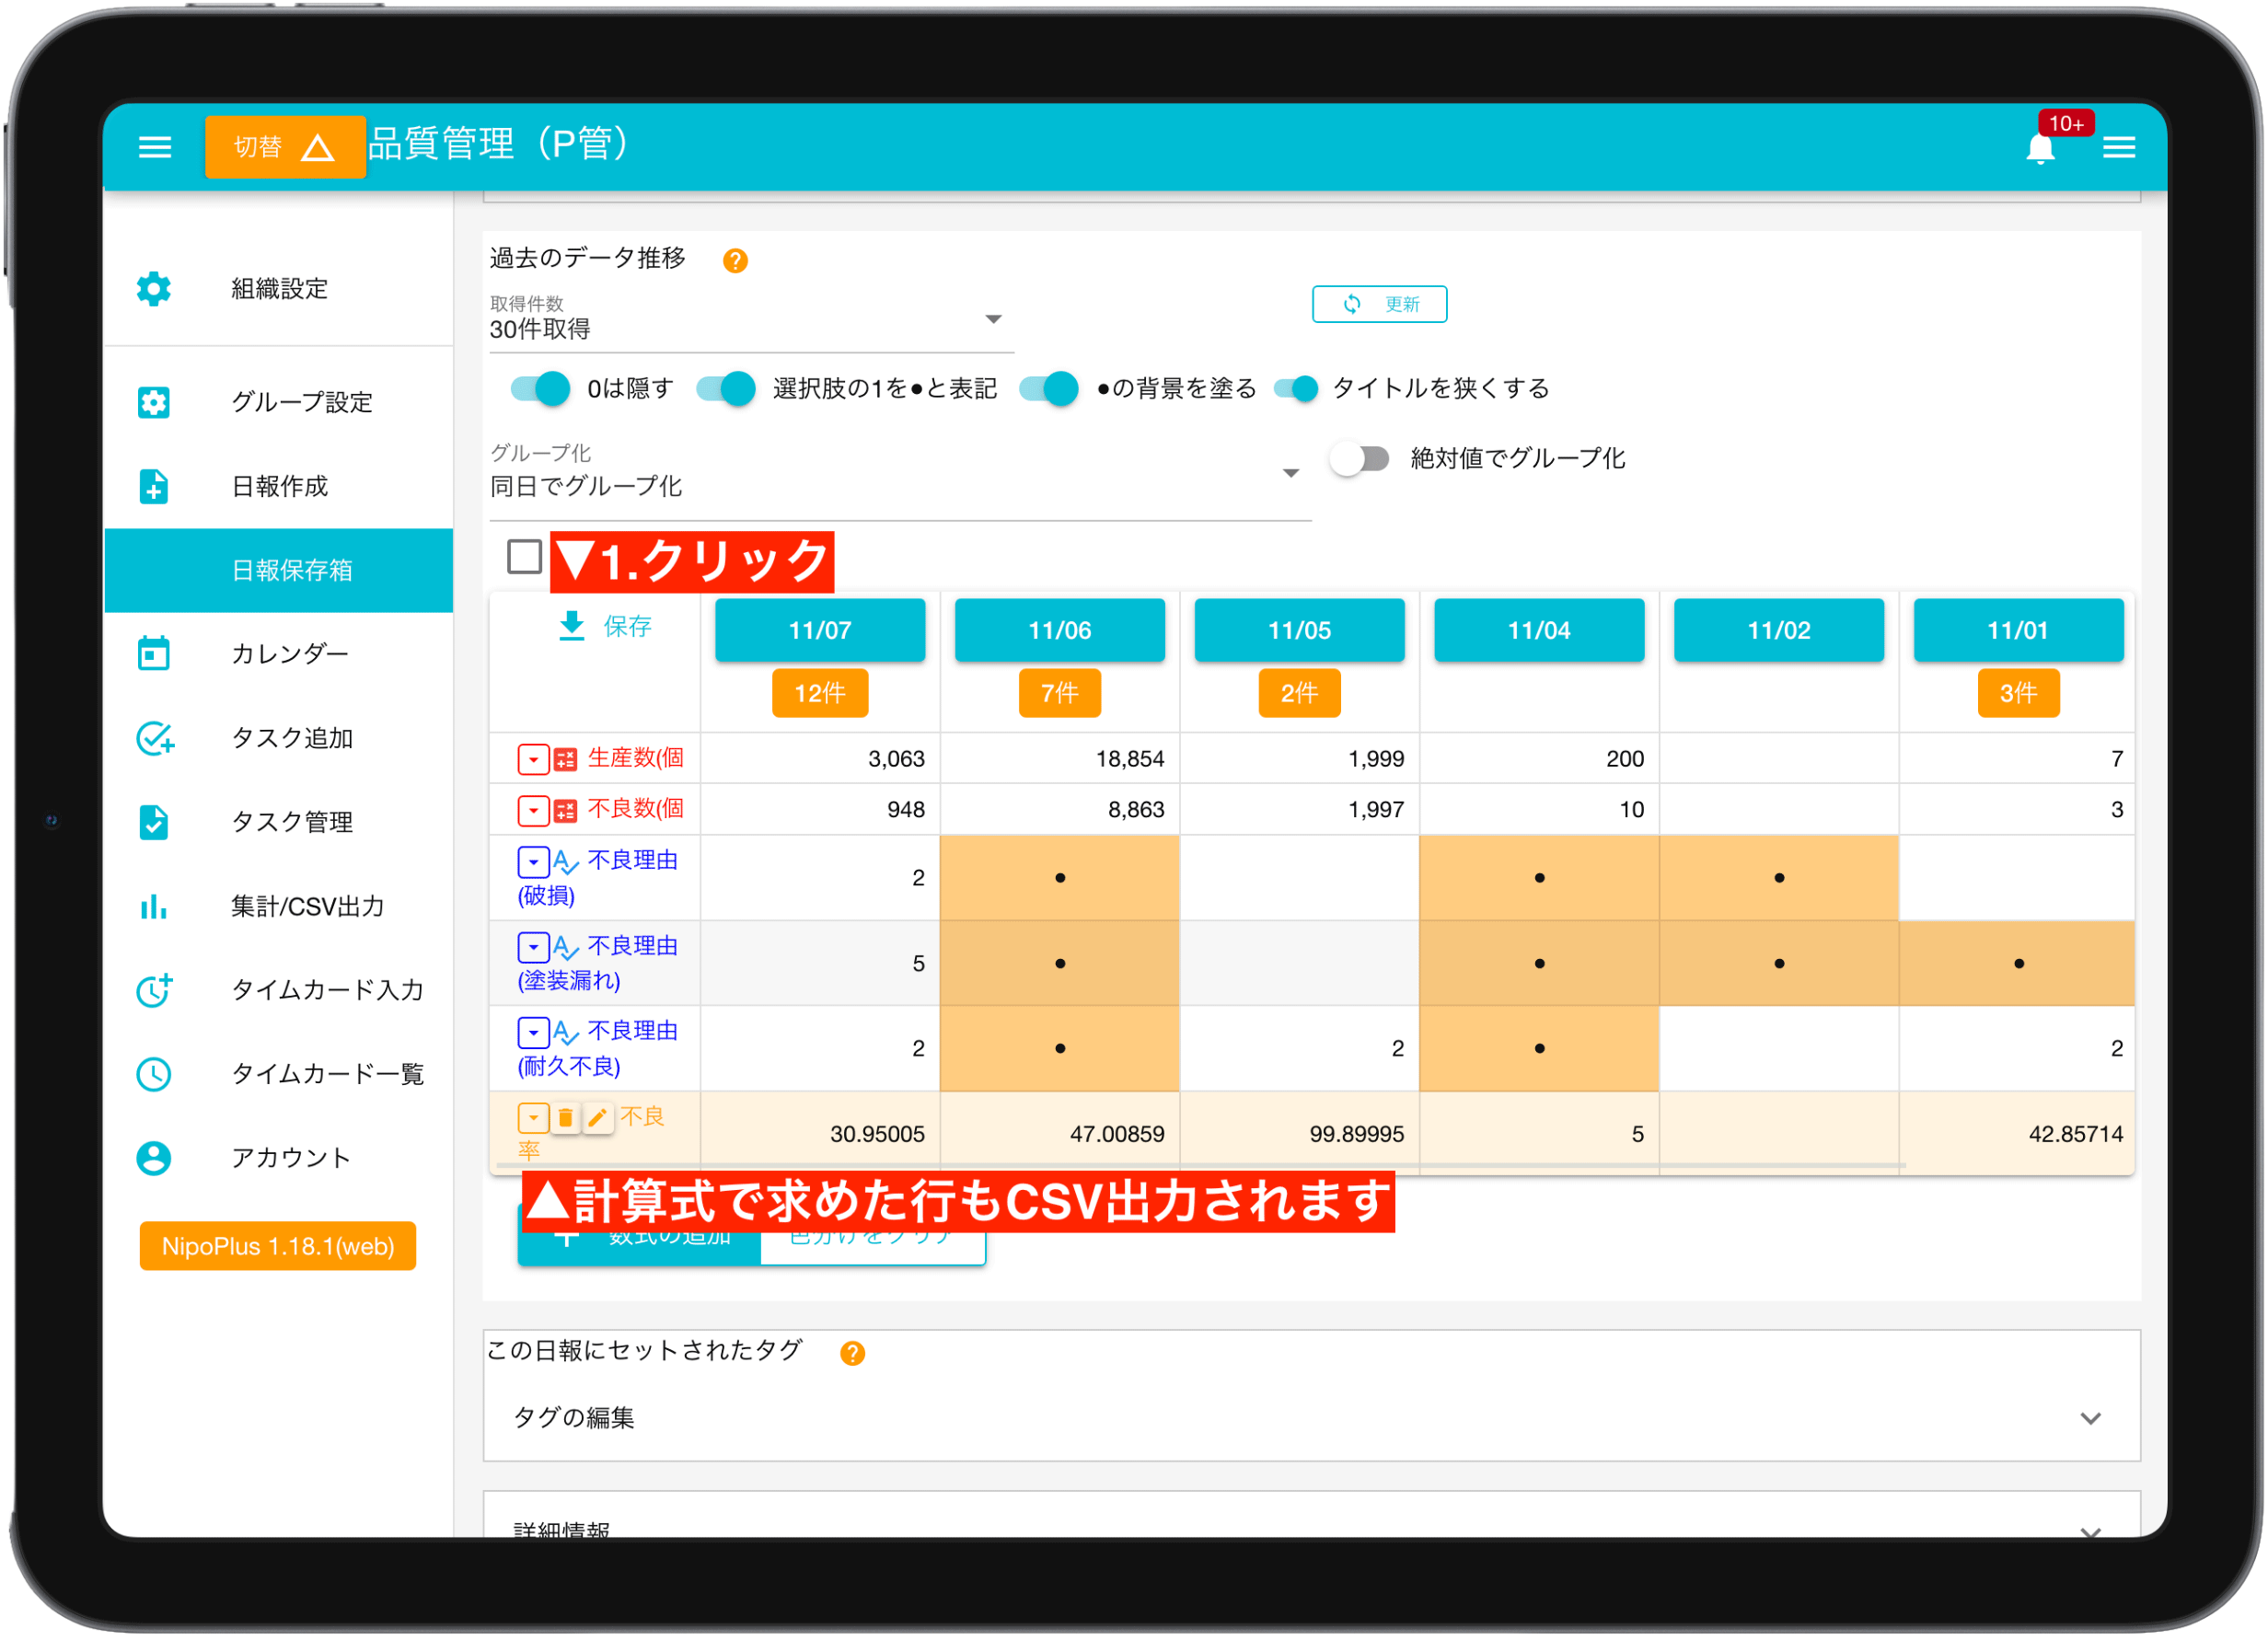 切替
品質管理（P管）
10+
組織設定
グループ設定
日報作成
日報保存箱
カレンダー
タスク追加
タスク管理
集計/CSV出力
タイムカード入力
タイムカード一覧
アカウント
NipoPlus 1.18.1(web)
過去のデータ推移
取得件数
30件取得
更新
0は隠す 選択肢の1を●と表記 ●の背景を塗る タイトルを狭くする
グループ化
同日でグループ化
絶対値でグループ化
▼1.クリック
保存 11/07 11/06 11/05 11/04 11/02 11/01
12件 7件 2件 3件
生産数(個 3,063 18,854 1,999 200 7
不良数(個 948 8,863 1,997 10 3
不良理由
(破損) 2 ● ● ●
不良理由
(塗装漏れ) 5 ● ● ● ●
不良理由
(耐久不良) 2 ● 2 ● 2
不良
率 30.95005 47.00859 99.89995 5 42.85714
▲計算式で求めた行もCSV出力されます
数式の追加 色分けをクリア
この日報にセットされたタグ
タグの編集
詳細情報